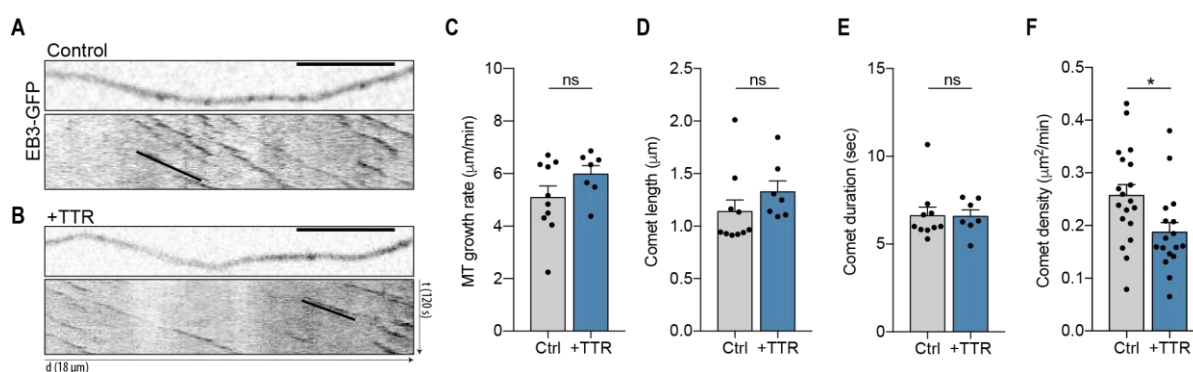 A
Control
EB3-GFP
B
+TTR
t (120 s)
d (18 μm)
C
MT growth rate (μm/min)
10
8
6
4
2
0
ns
Ctrl +TTR
D
Comet length (μm)
2.5
2.0
1.5
1.0
0.5
0.0
ns
Ctrl +TTR
E
Comet duration (sec)
15
10
5
0
ns
Ctrl +TTR
F
Comet density (μm²/min)
0.5
0.4
0.3
0.2
0.1
0.0
*
Ctrl +TTR